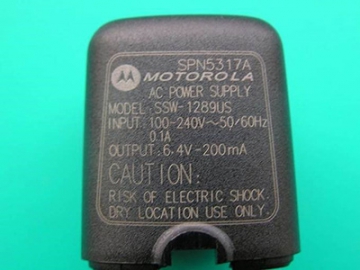 SPN5317A
MOTOROLA
AC POWER SUPPLY
MODEL: SSW-1289US
INPUT: 100-240V~50/60Hz
0.1A
OUTPUT: 6.4V-200mA
CAUTION:
RISK OF ELECTRIC SHOCK.
DRY LOCATION USE ONLY.